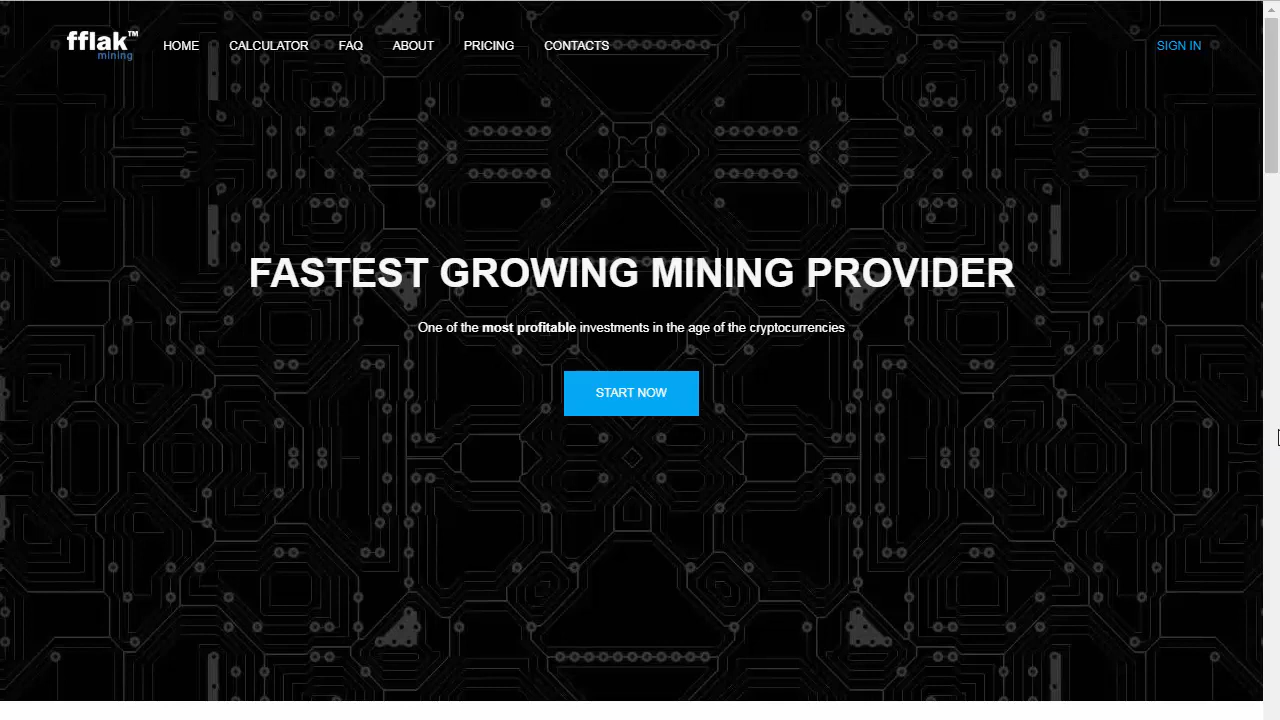 fflak™
mining
HOME CALCULATOR FAQ ABOUT PRICING CONTACTS SIGN IN
FASTEST GROWING MINING PROVIDER
One of the most profitable investments in the age of the cryptocurrencies
START NOW